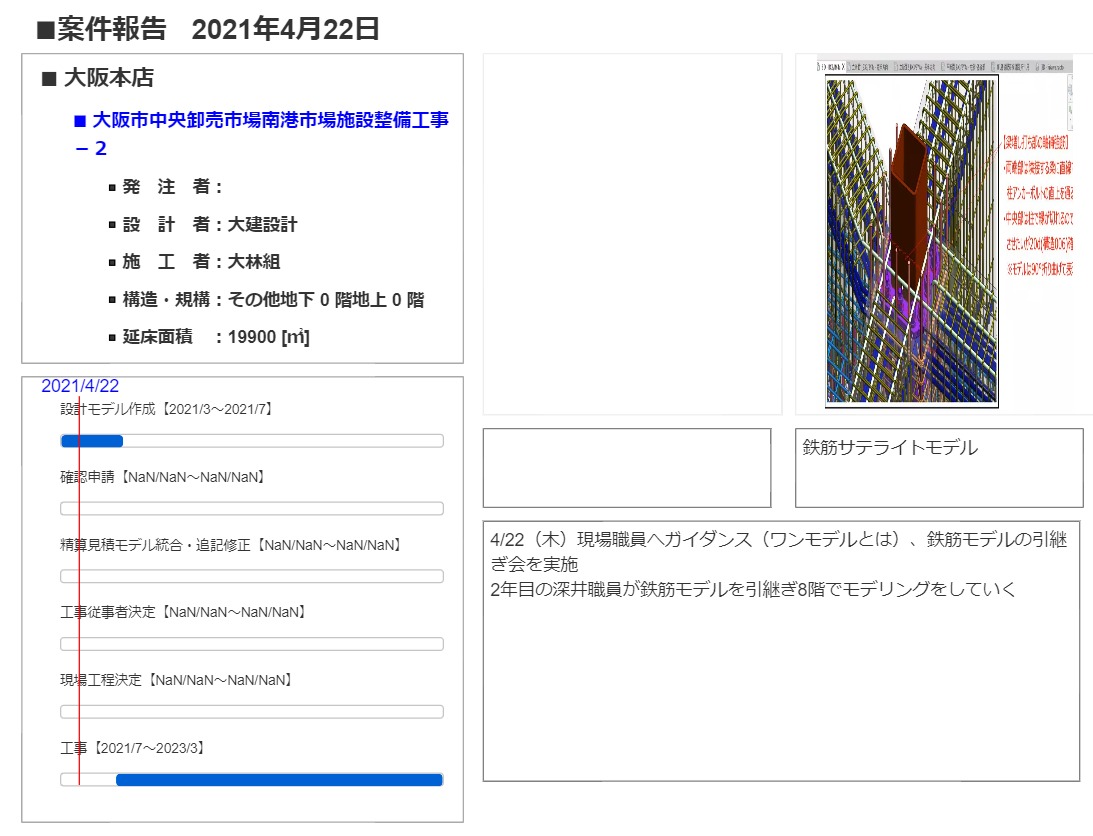 ■案件報告 2021年4月22日
■ 大阪本店
■ 大阪市中央卸売市場南港市場施設整備工事
－２
▪ 発　注　者：
▪ 設　計　者：大建設計
▪ 施　工　者：大林組
▪ 構造・規構：その他地下 0 階地上 0 階
▪ 延床面積　：19900 [㎡]
2021/4/22
設計モデル作成【2021/3～2021/7】
確認申請【NaN/NaN～NaN/NaN】
精算見積モデル統合・追記修正【NaN/NaN～NaN/NaN】
工事従事者決定【NaN/NaN～NaN/NaN】
現場工程決定【NaN/NaN～NaN/NaN】
工事【2021/7～2023/3】
鉄筋サテライトモデル
4/22（木）現場職員へガイダンス（ワンモデルとは）、鉄筋モデルの引継
ぎ会を実施
2年目の深井職員が鉄筋モデルを引継ぎ8階でモデリングをしていく